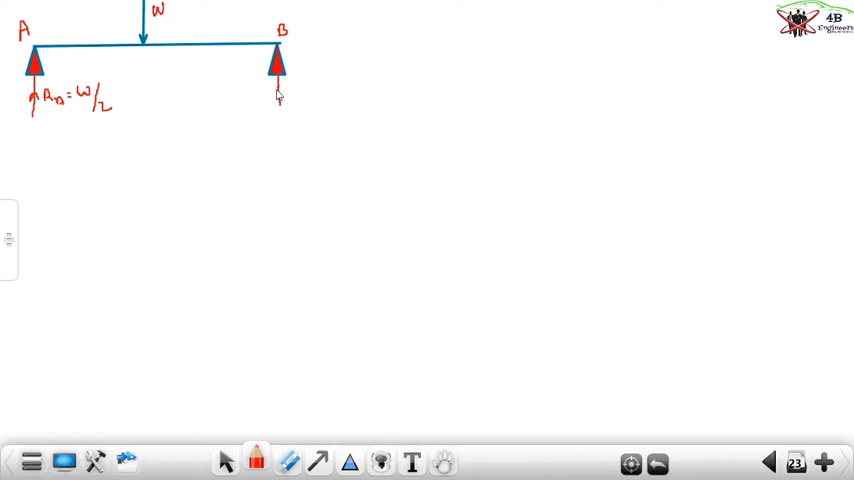 W
A
B
RA = W/2
4B
Engineers
T
23